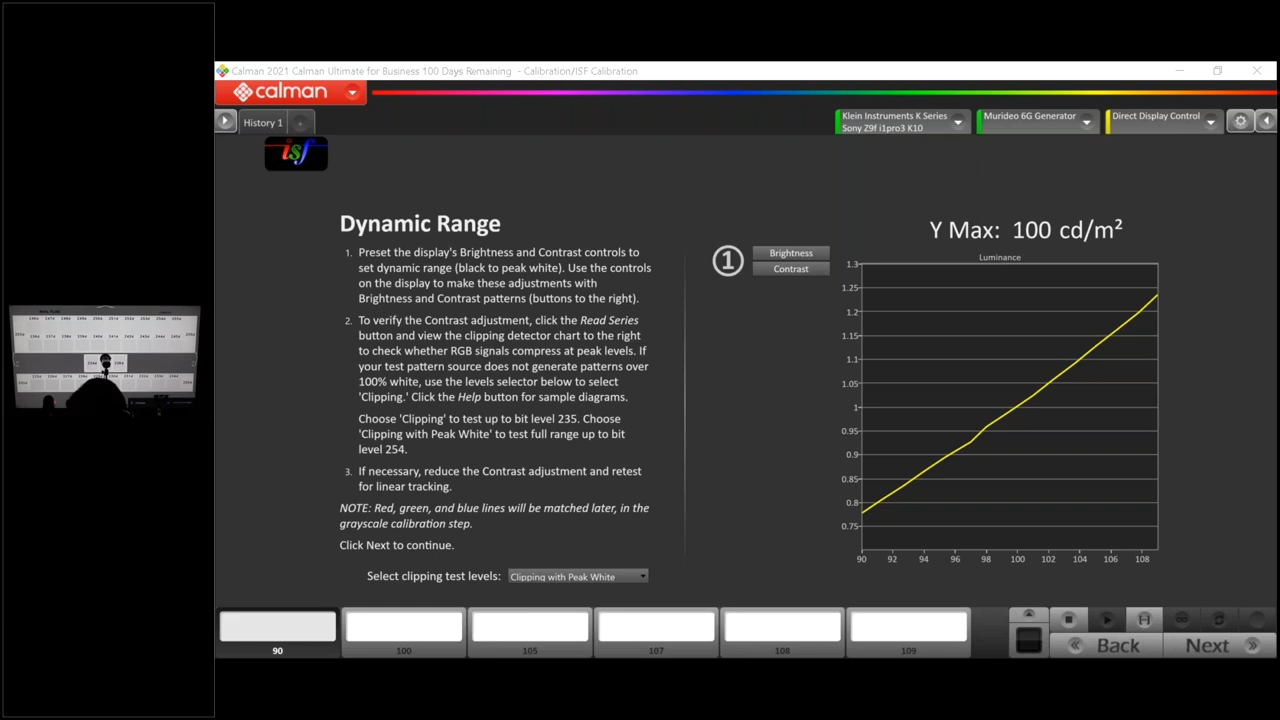 Calman 2021 Calman Ultimate for Business 100 Days Remaining  - Calibration/ISF Calibration
calman
History 1
Klein Instruments K Series
Sony Z9f i1pro3 K10
Murideo 6G Generator
Direct Display Control
isf
Dynamic Range
1. Preset the display's Brightness and Contrast controls to
set dynamic range (black to peak white). Use the controls
on the display to make these adjustments with
Brightness and Contrast patterns (buttons to the right).
2. To verify the Contrast adjustment, click the Read Series
button and view the clipping detector chart to the right
to check whether RGB signals compress at peak levels. If
your test pattern source does not generate patterns over
100% white, use the levels selector below to select
'Clipping.' Click the Help button for sample diagrams.
Choose 'Clipping' to test up to bit level 235. Choose
'Clipping with Peak White' to test full range up to bit
level 254.
3. If necessary, reduce the Contrast adjustment and retest
for linear tracking.
NOTE: Red, green, and blue lines will be matched later, in the
grayscale calibration step.
Click Next to continue.
Select clipping test levels: Clipping with Peak White
1
Brightness
Contrast
Y Max: 100 cd/m²
Luminance
1.3
1.25
1.2
1.15
1.1
1.05
1
0.95
0.9
0.85
0.8
0.75
90 92 94 96 98 100 102 104 106 108
90 100 105 107 108 109
Back
Next